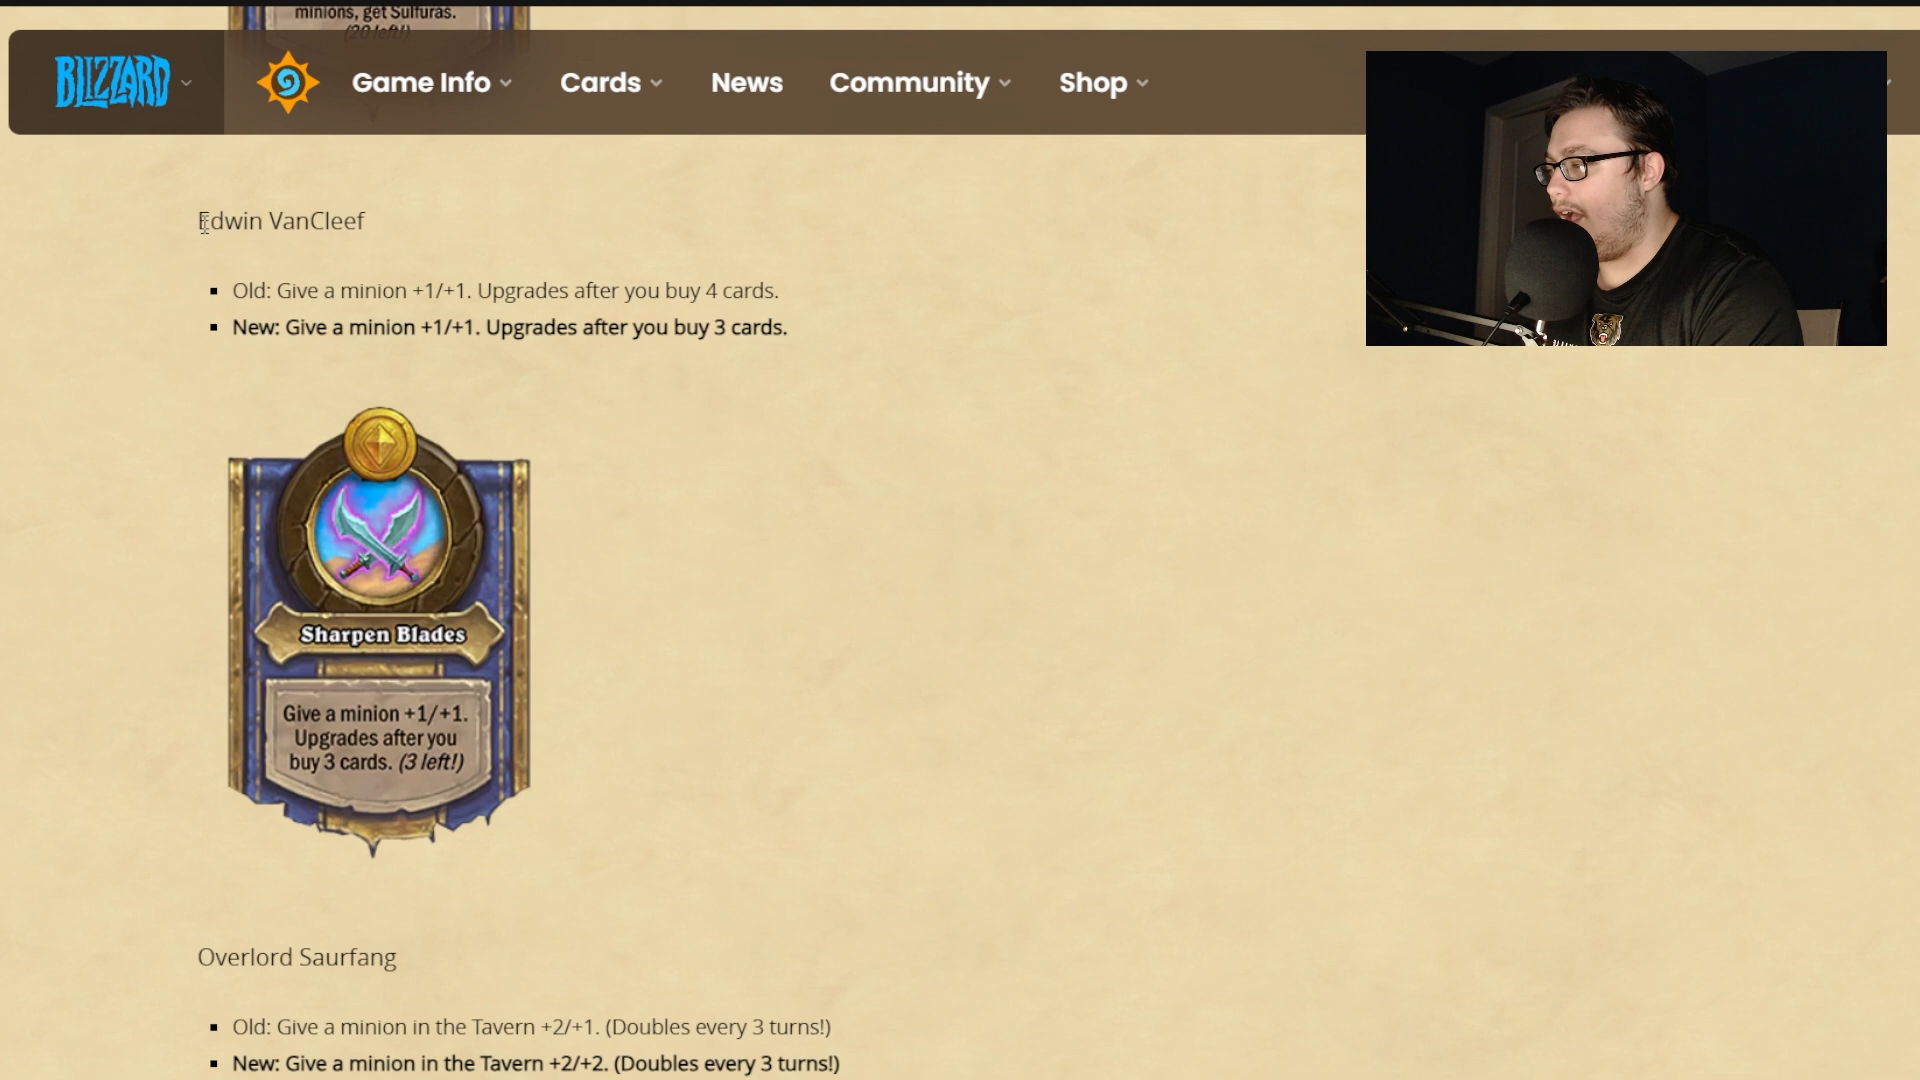 minions, get Sulfuras.
(20 left!)
BLIZZARD
Game Info
Cards
News
Community
Shop
Edwin VanCleef
Old: Give a minion +1/+1. Upgrades after you buy 4 cards.
New: Give a minion +1/+1. Upgrades after you buy 3 cards.
Sharpen Blades
Give a minion +1/+1.
Upgrades after you
buy 3 cards. (3 left!)
Overlord Saurfang
Old: Give a minion in the Tavern +2/+1. (Doubles every 3 turns!)
New: Give a minion in the Tavern +2/+2. (Doubles every 3 turns!)